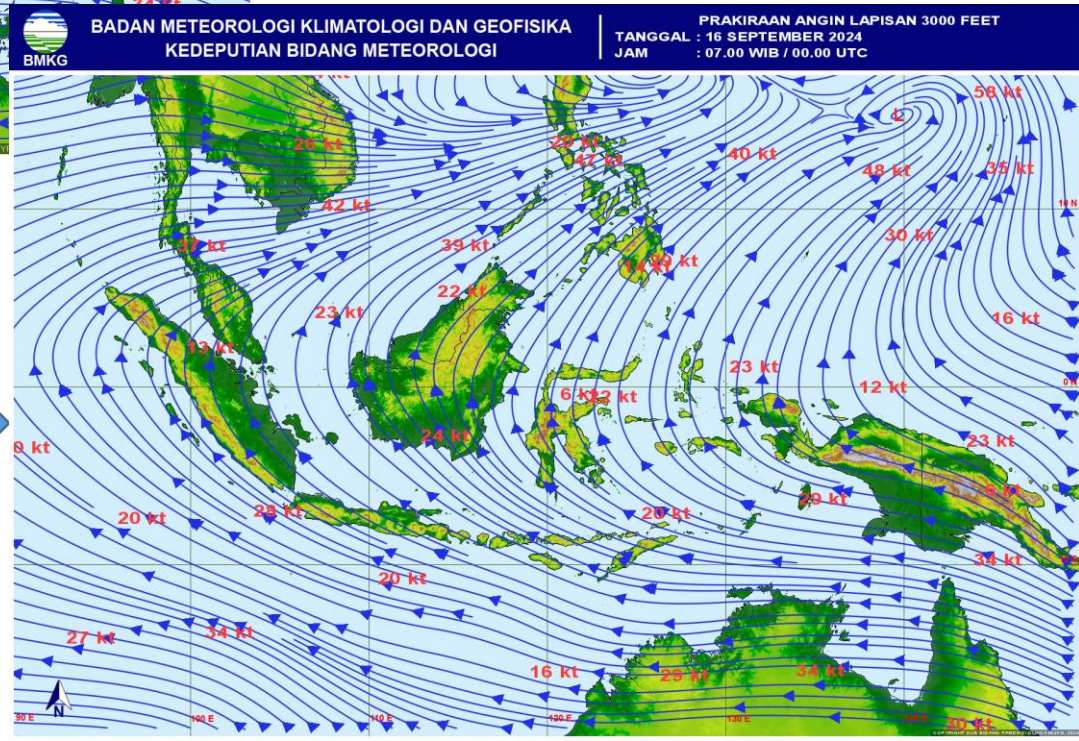 BMKG
BADAN METEOROLOGI KLIMATOLOGI DAN GEOFISIKA
KEDEPUTIAN BIDANG METEOROLOGI
PRAKIRAAN ANGIN LAPISAN 3000 FEET
TANGGAL : 16 SEPTEMBER 2024
JAM : 07.00 WIB / 00.00 UTC
58 kt
L
26 kt
20 kt
47 kt
40 kt
48 kt
35 kt
42 kt
10 N
37 kt
39 kt
30 kt
29 kt
14 kt
22 kt
23 kt
16 kt
13 kt
23 kt
12 kt
0 N
6 kt
24 kt
23 kt
0 kt
29 kt
20 kt
28 kt
20 kt
34 kt
20 kt
27 kt
34 kt
16 kt
29 kt
34 kt
30 kt
N
90 E
100 E
110 E
120 E
130 E